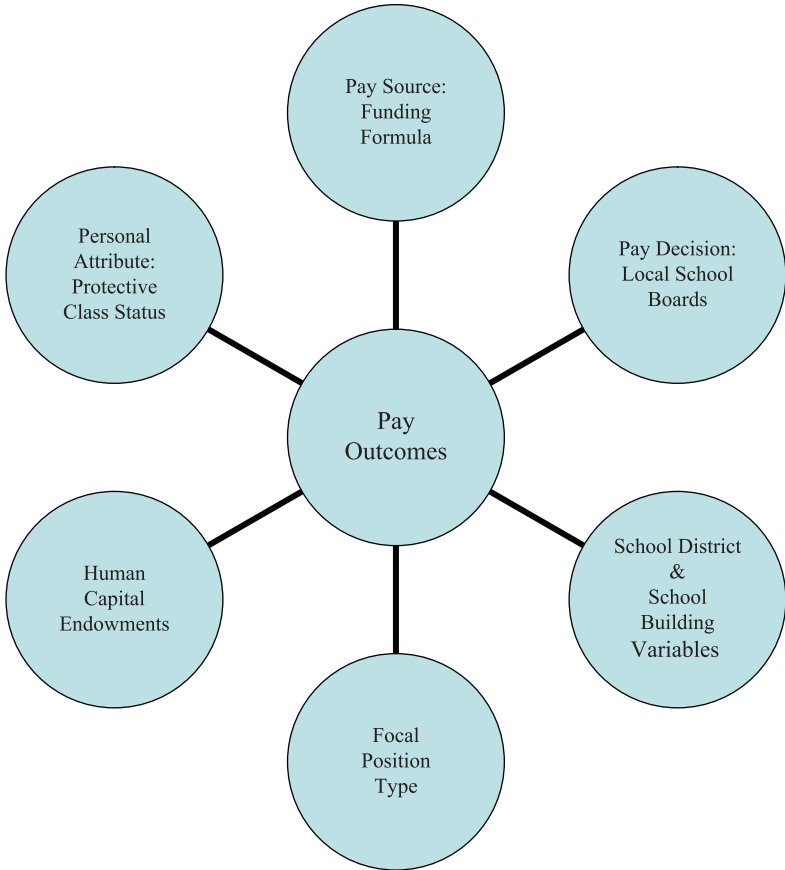 Pay Source:
Funding
Formula
Personal
Attribute:
Protective
Class Status
Pay Decision:
Local School
Boards
Pay
Outcomes
Human
Capital
Endowments
School District
&
School
Building
Variables
Focal
Position
Type